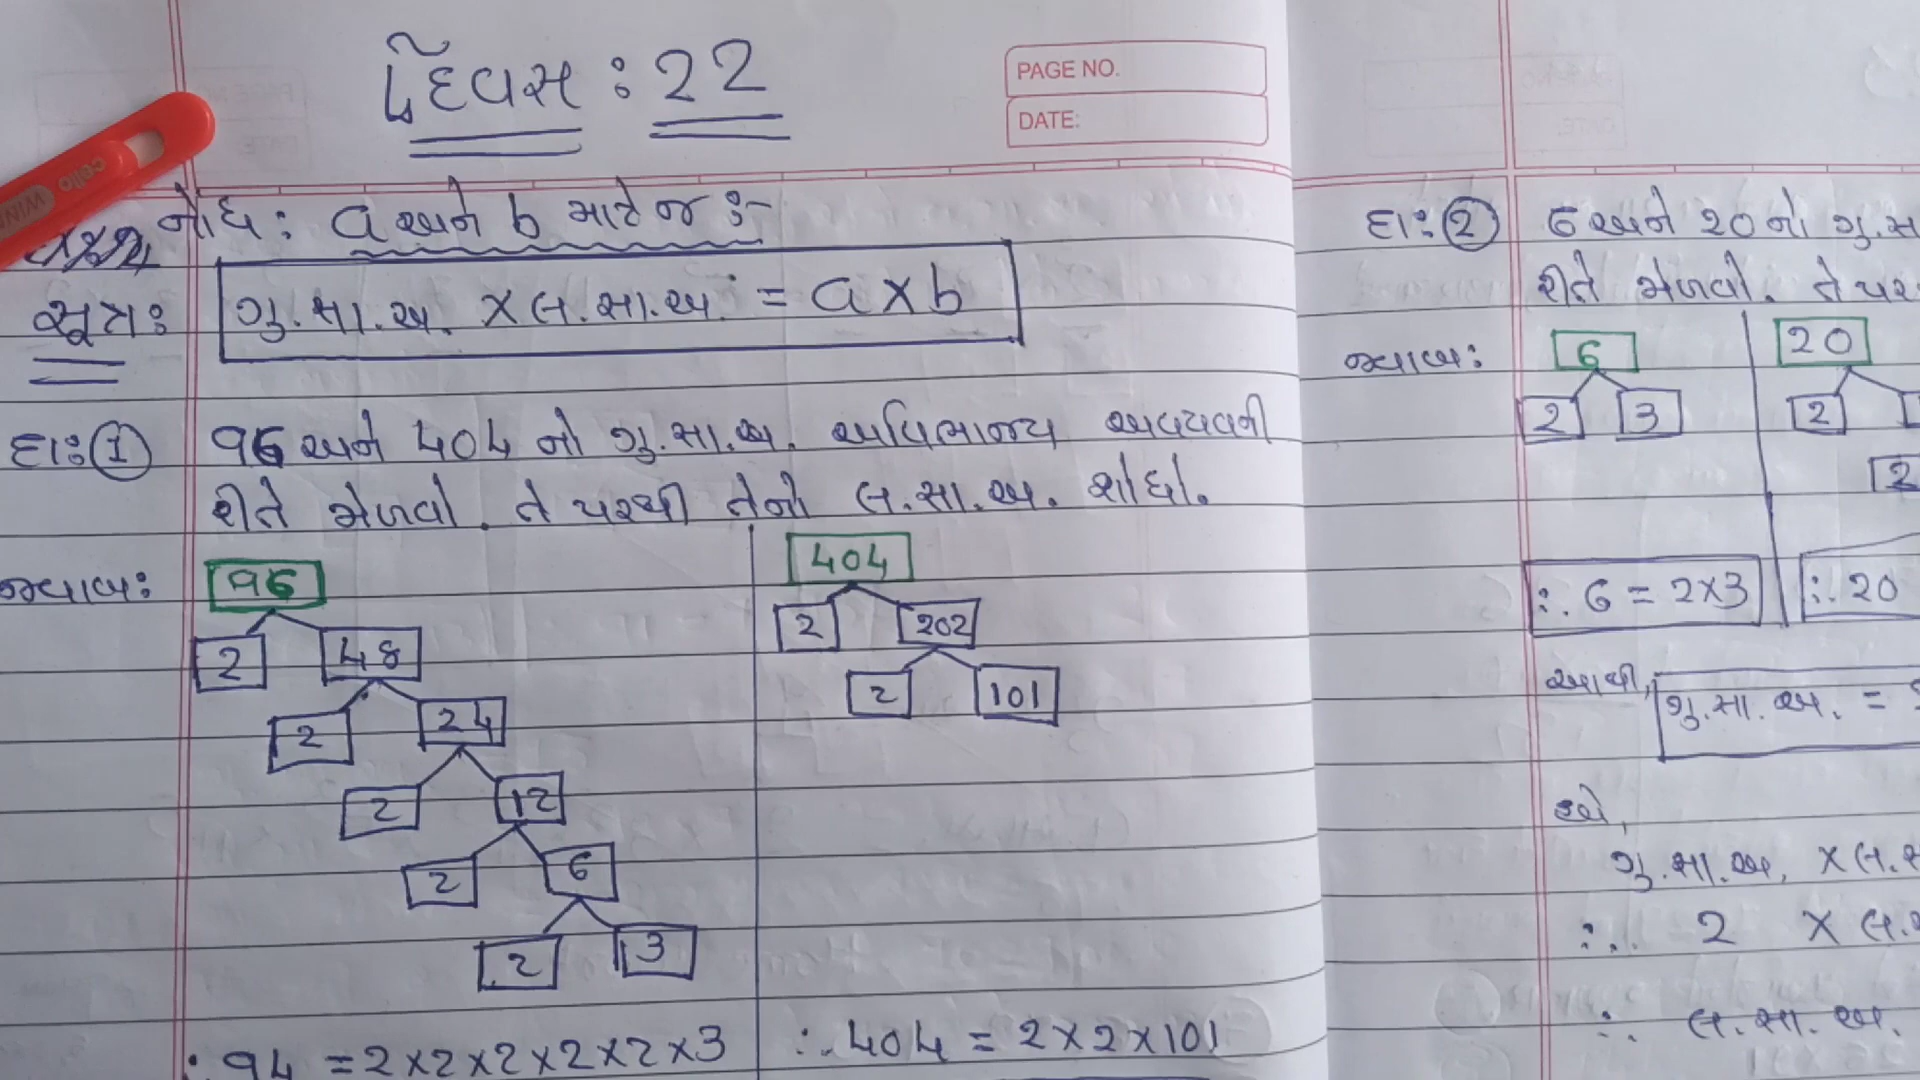 દિવસ : 22
PAGE NO.
DATE:
cello
નોધ : a અને b માટે જ :-
સૂત્ર :
ગુ.સા.અ. × લ.સા.અ. = a × b
દા : 1 96 અને 404 નો ગુ.સા.અ. અવિભાજ્ય અવયવની
રીતે મેળવો. તે પરથી તેનો લ.સા.અ. શોધો.
જવાબ :
96
2 48
2 24
2 12
2 6
2 3
404
2 202
2 101
94 = 2×2×2×2×2×3
∴ 404 = 2×2×101
દા : 2 6 અને 20 નો ગુ.સા
રીતે મેળવો. તે પર
જવાબ :
6
2 3
20
2
2
∴ 6 = 2×3
∴ 20
આથી,
ગુ.સા.અ. =
હવે,
ગુ.સા.અ. × લ.સ
∴ 2 × લ.સ
∴ લ.સા.અ.